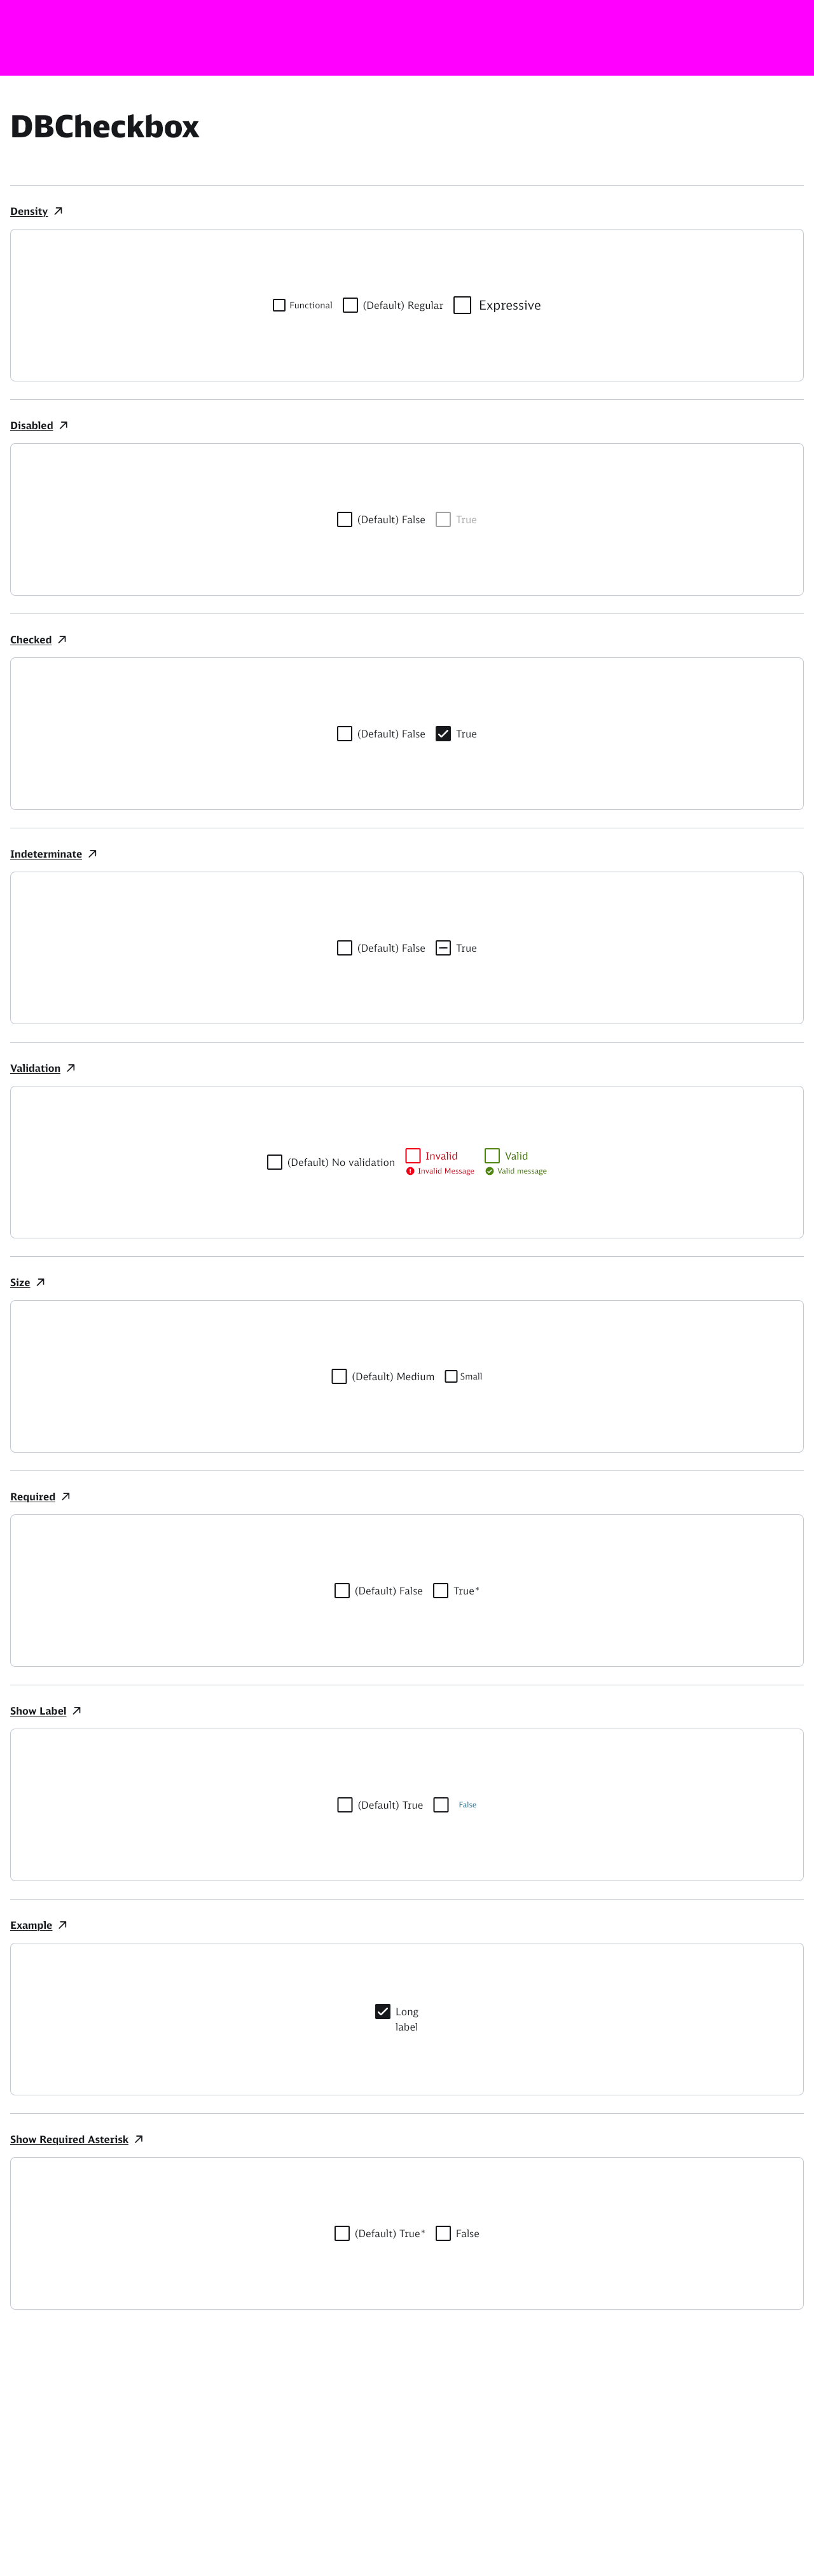 DBCheckbox
Density
Functional (Default) Regular Expressive
Disabled
(Default) False True
Checked
(Default) False True
Indeterminate
(Default) False True
Validation
(Default) No validation Invalid Valid
Invalid Message Valid message
Size
(Default) Medium Small
Required
(Default) False True*
Show Label
(Default) True False
Example
Long
label
Show Required Asterisk
(Default) True* False